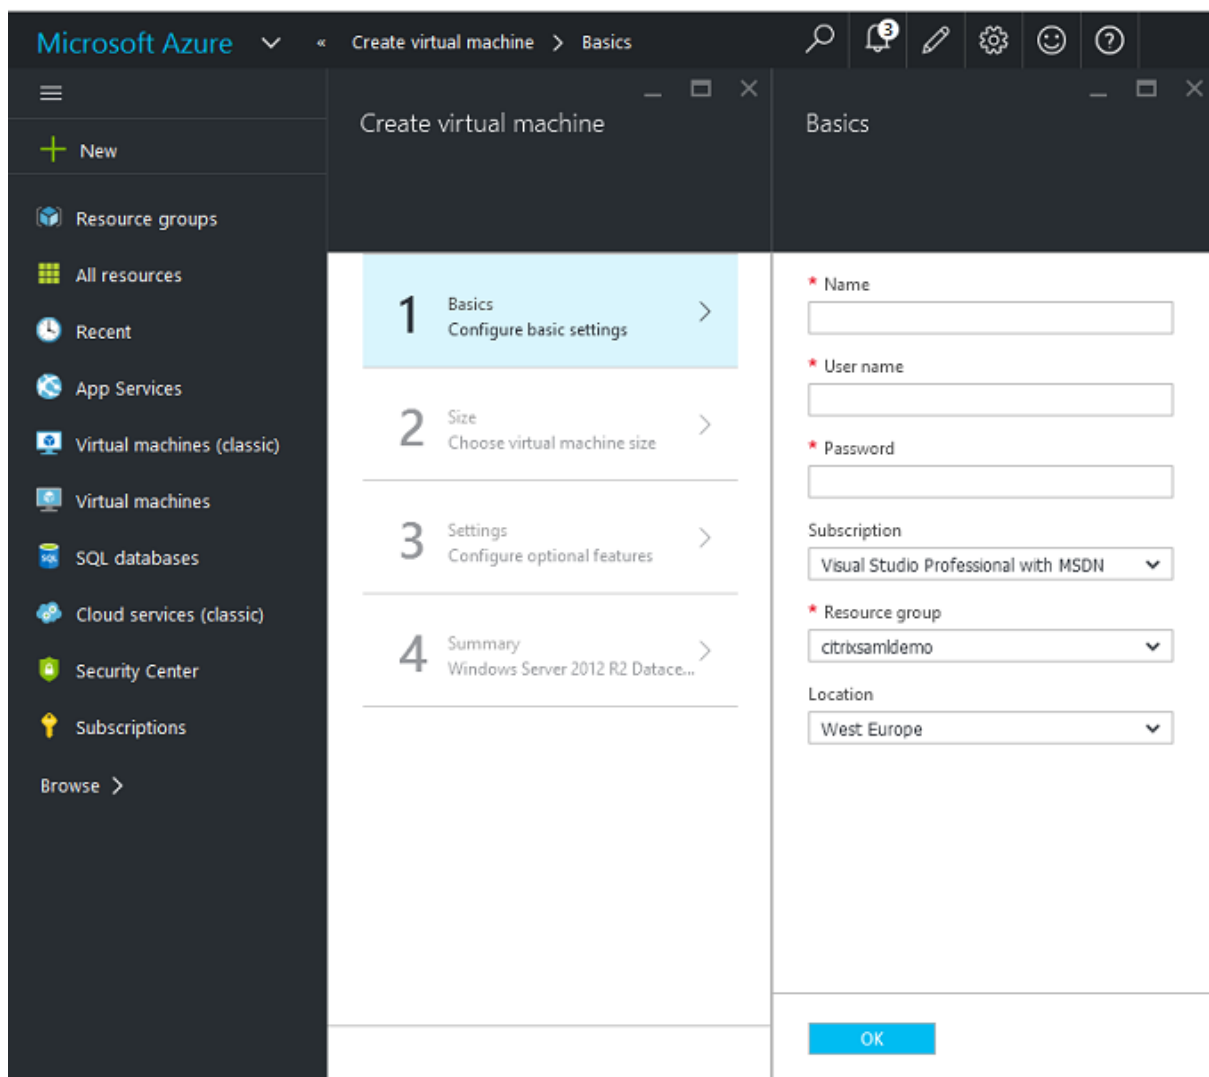 Microsoft Azure « Create virtual machine > Basics 3
New
Resource groups
All resources
Recent
App Services
Virtual machines (classic)
Virtual machines
SQL databases
Cloud services (classic)
Security Center
Subscriptions
Browse >
Create virtual machine
1 Basics
Configure basic settings
2 Size
Choose virtual machine size
3 Settings
Configure optional features
4 Summary
Windows Server 2012 R2 Datace...
Basics
* Name
* User name
* Password
Subscription
Visual Studio Professional with MSDN
* Resource group
citrixsamldemo
Location
West Europe
OK